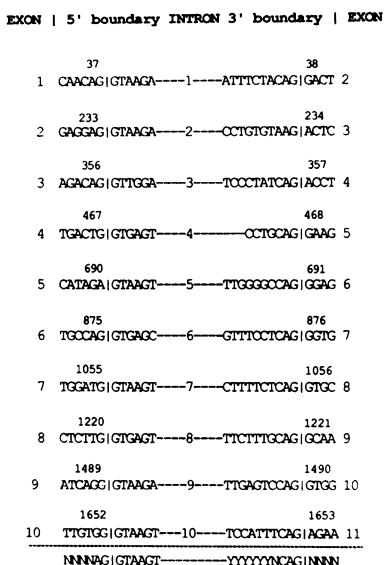 EXON | 5' boundary INTRON 3' boundary | EXON
37 38
1 CAACAG|GTAAGA----1----ATTTCTACAG|GACT 2
233 234
2 GAGGAG|GTAAGA----2----CCTGTGTAAG|ACTC 3
356 357
3 AGACAG|GTTGGA----3----TCCCTATCAG|ACCT 4
467 468
4 TGACTG|GTGAGT----4--------CCTGCAG|GAAG 5
690 691
5 CATAGA|GTAAGT----5----TTGGGGCCAG|GGAG 6
875 876
6 TGCCAG|GTGAGC----6----GTTTCCTCAG|GGTG 7
1055 1056
7 TGGATG|GTAAGT----7----CTTTTCTCAG|GTGC 8
1220 1221
8 CTCTTG|GTGAGT----8----TTCTTTGCAG|GCAA 9
1489 1490
9 ATCAGG|GTAAGA----9----TTGAGTCCAG|GTGG 10
1652 1653
10 TTGTGG|GTAAGT----10----TCCATTTCAG|AGAA 11
NNNNAG|GTAAGT YYYYYYNCAG|NNNN